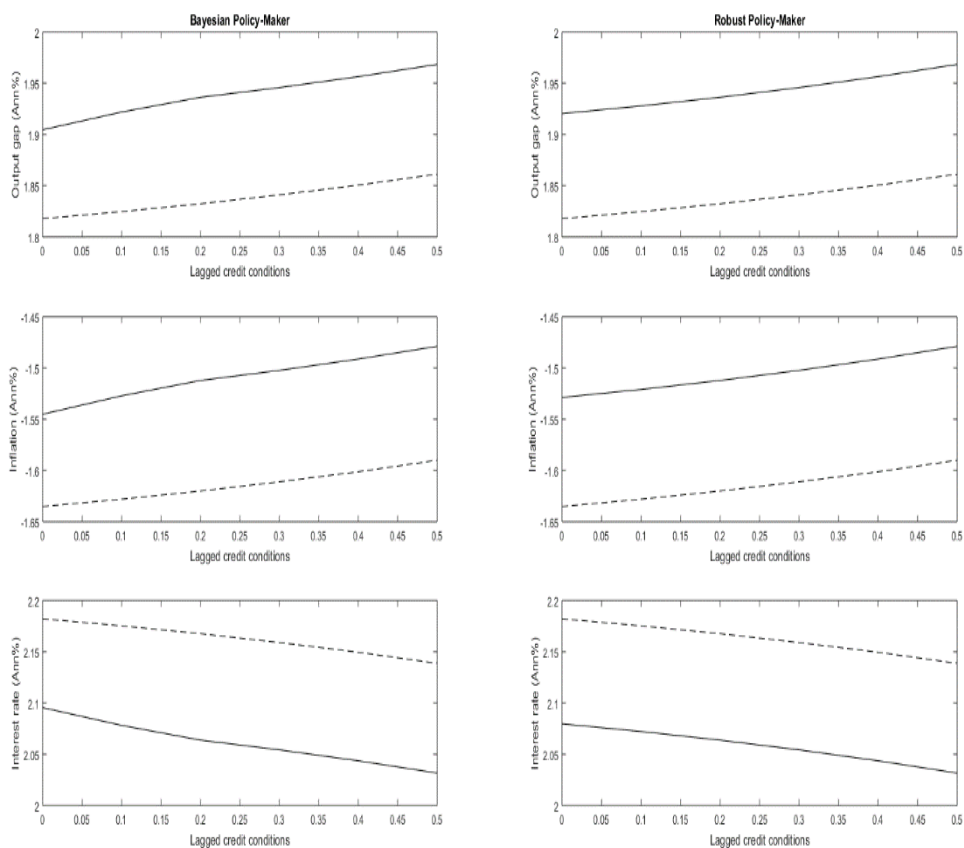 Bayesian Policy-Maker
Output gap (Ann%)
2
1.95
1.9
1.85
1.8
0 0.05 0.1 0.15 0.2 0.25 0.3 0.35 0.4 0.45 0.5
Lagged credit conditions
Robust Policy-Maker
Output gap (Ann%)
2
1.95
1.9
1.85
1.8
0 0.05 0.1 0.15 0.2 0.25 0.3 0.35 0.4 0.45 0.5
Lagged credit conditions
Inflation (Ann%)
-1.45
-1.5
-1.55
-1.6
-1.65
0 0.05 0.1 0.15 0.2 0.25 0.3 0.35 0.4 0.45 0.5
Lagged credit conditions
Inflation (Ann%)
-1.45
-1.5
-1.55
-1.6
-1.65
0 0.05 0.1 0.15 0.2 0.25 0.3 0.35 0.4 0.45 0.5
Lagged credit conditions
Interest rate (Ann%)
2.2
2.15
2.1
2.05
2
0 0.05 0.1 0.15 0.2 0.25 0.3 0.35 0.4 0.45 0.5
Lagged credit conditions
Interest rate (Ann%)
2.2
2.15
2.1
2.05
2
0 0.05 0.1 0.15 0.2 0.25 0.3 0.35 0.4 0.45 0.5
Lagged credit conditions